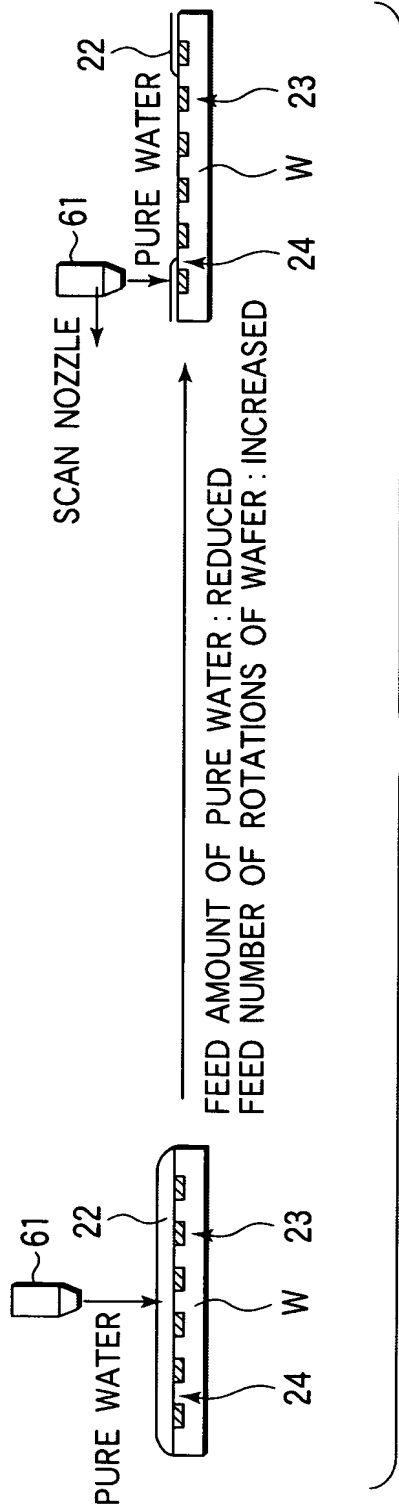 61
PURE WATER
22
24
W
23
FEED AMOUNT OF PURE WATER : REDUCED
FEED NUMBER OF ROTATIONS OF WAFER : INCREASED
SCAN NOZZLE
61
PURE WATER
22
24
W
23